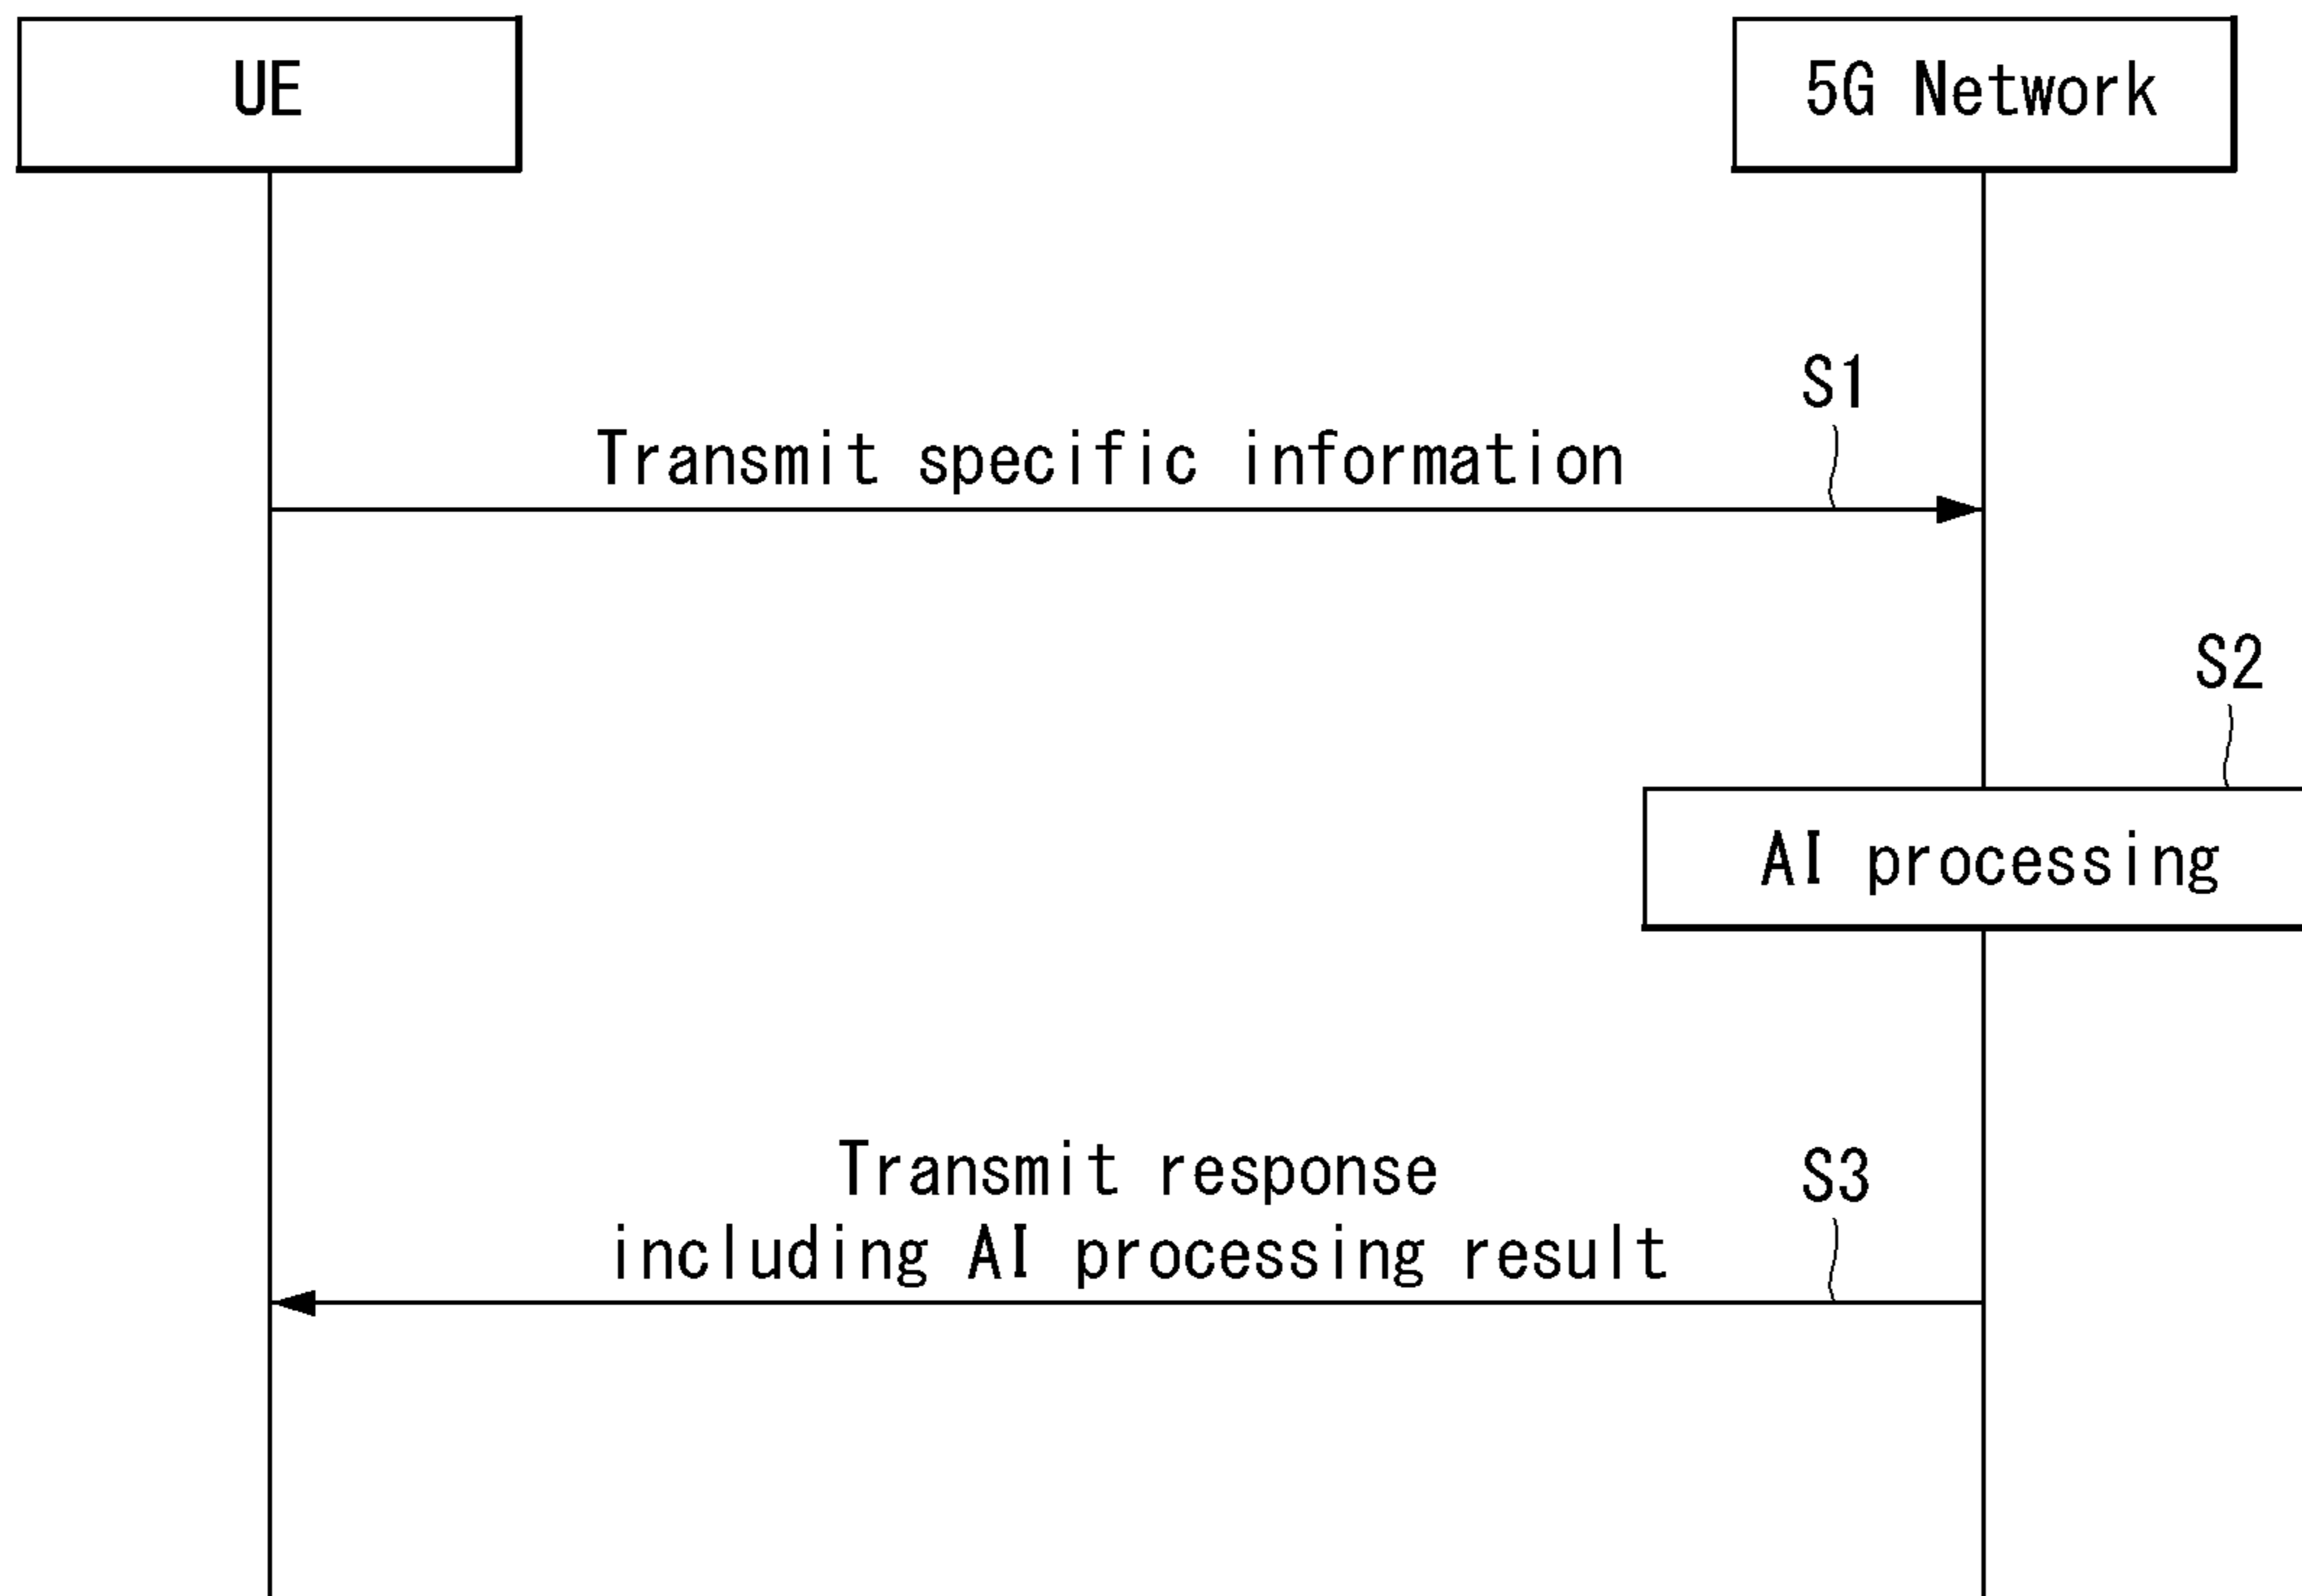 UE
5G Network
S1
Transmit specific information
S2
AI processing
Transmit response
S3
including AI processing result